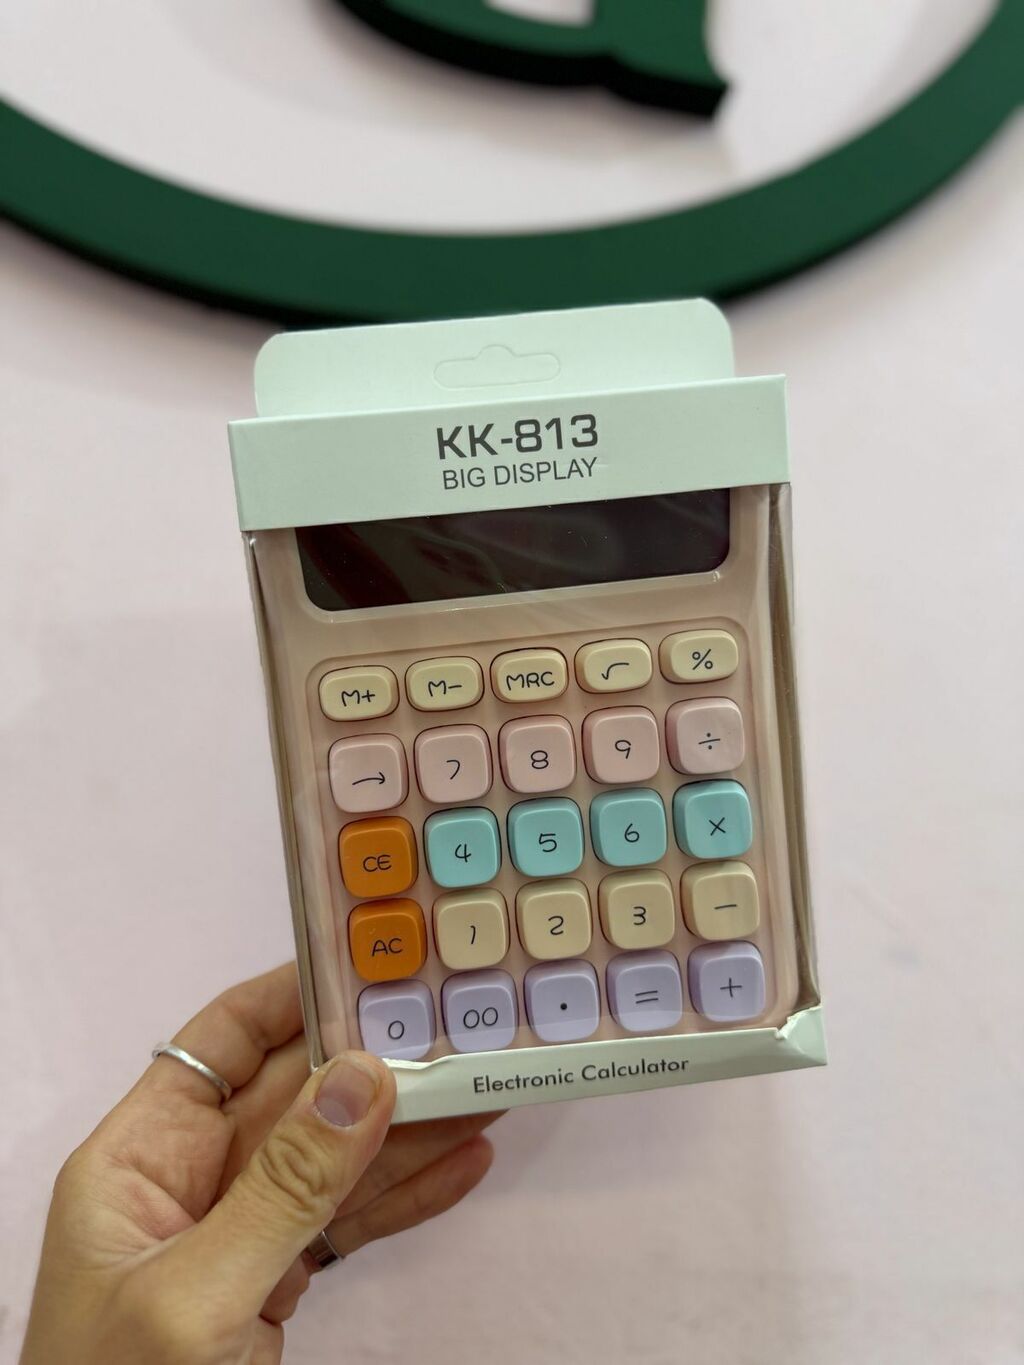 KK-813
BIG DISPLAY
M+ M- MRC √ %
→ 7 8 9 ÷
CE 4 5 6 ×
AC 1 2 3 −
0 00 . = +
Electronic Calculator